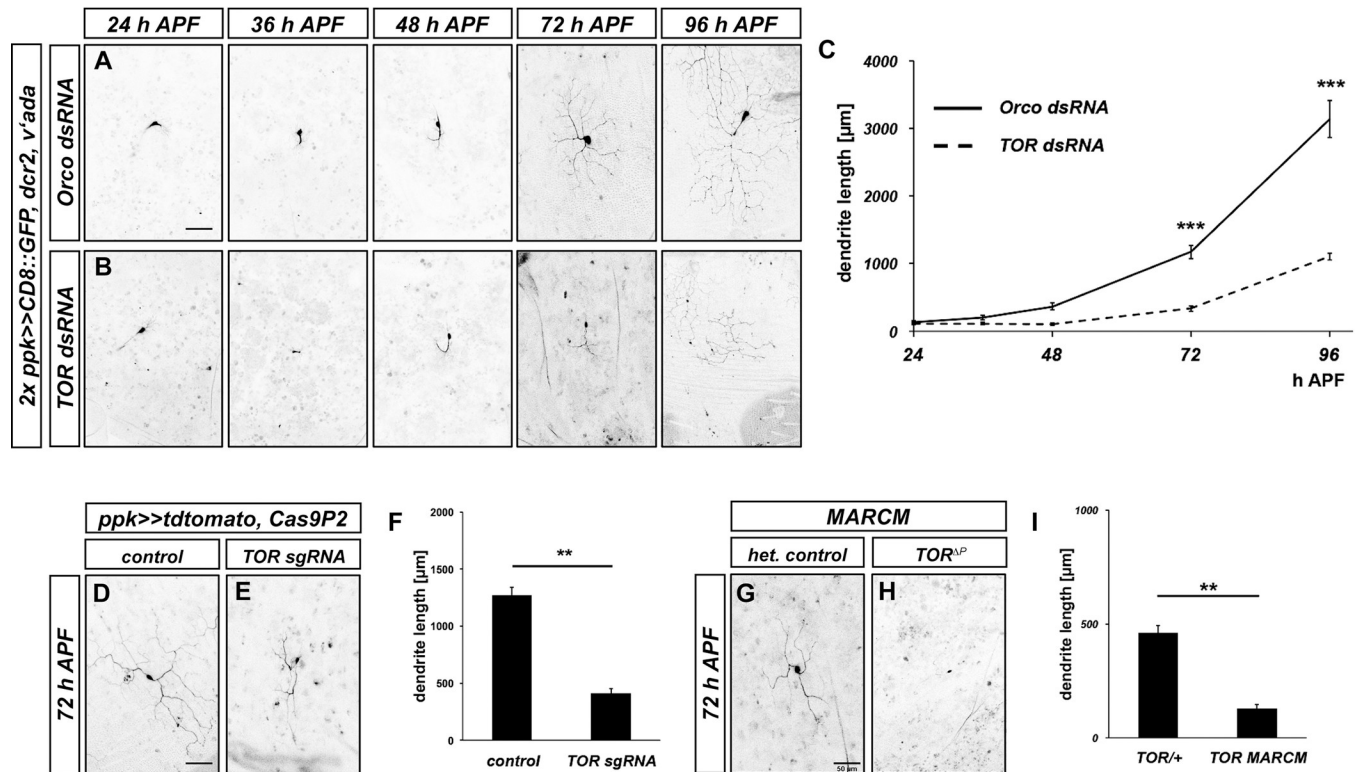 24 h APF
36 h APF
48 h APF
72 h APF
96 h APF
2x ppk>>CD8::GFP, dcr2, v'ada
Orco dsRNA
A
TOR dsRNA
B
C
4000
3000
2000
1000
0
dendrite length [µm]
Orco dsRNA
TOR dsRNA
***
***
24
48
72
96
h APF
ppk>>tdtomato, Cas9P2
control
TOR sgRNA
72 h APF
D
E
F
2000
1500
1000
500
0
dendrite length [µm]
**
control
TOR sgRNA
MARCM
het. control
TOR^ΔP
72 h APF
G
50 µm
H
I
1000
500
0
dendrite length [µm]
**
TOR/+
TOR MARCM